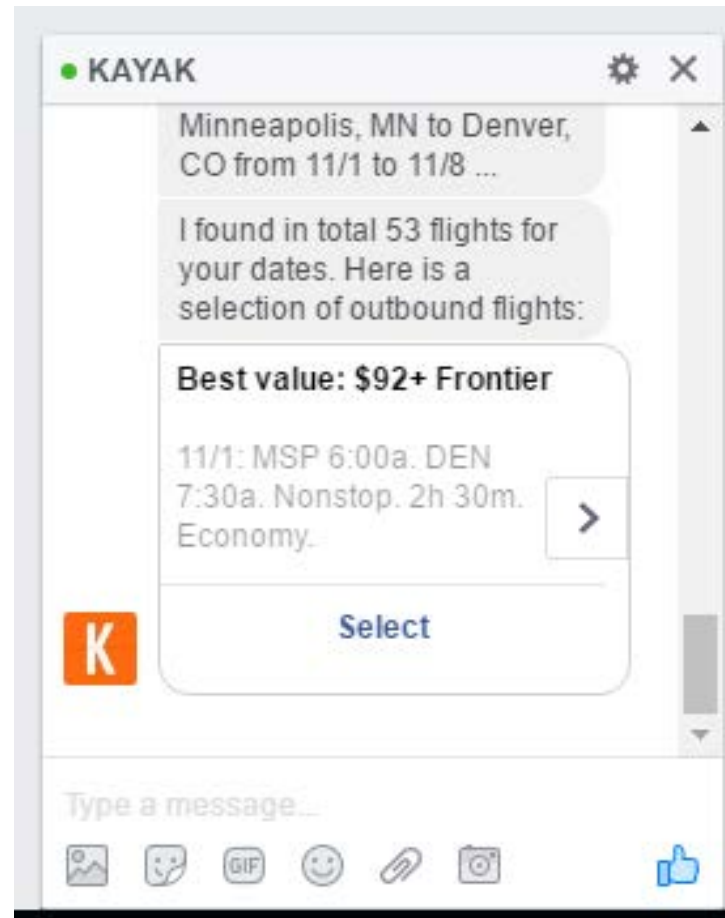 KAYAK
Minneapolis, MN to Denver,
CO from 11/1 to 11/8 ...
I found in total 53 flights for
your dates. Here is a
selection of outbound flights:
Best value: $92+ Frontier
11/1: MSP 6:00a. DEN
7:30a. Nonstop. 2h 30m.
Economy.
K
Select
Type a message...
GIF